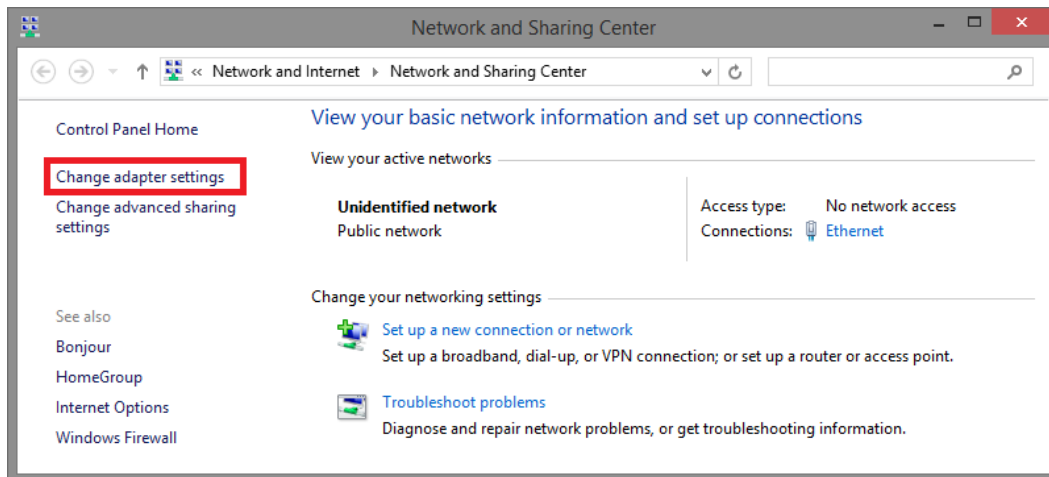 Network and Sharing Center
« Network and Internet Network and Sharing Center
Control Panel Home
Change adapter settings
Change advanced sharing
settings
See also
Bonjour
HomeGroup
Internet Options
Windows Firewall
View your basic network information and set up connections
View your active networks
Unidentified network
Public network
Access type: No network access
Connections: Ethernet
Change your networking settings
Set up a new connection or network
Set up a broadband, dial-up, or VPN connection; or set up a router or access point.
Troubleshoot problems
Diagnose and repair network problems, or get troubleshooting information.